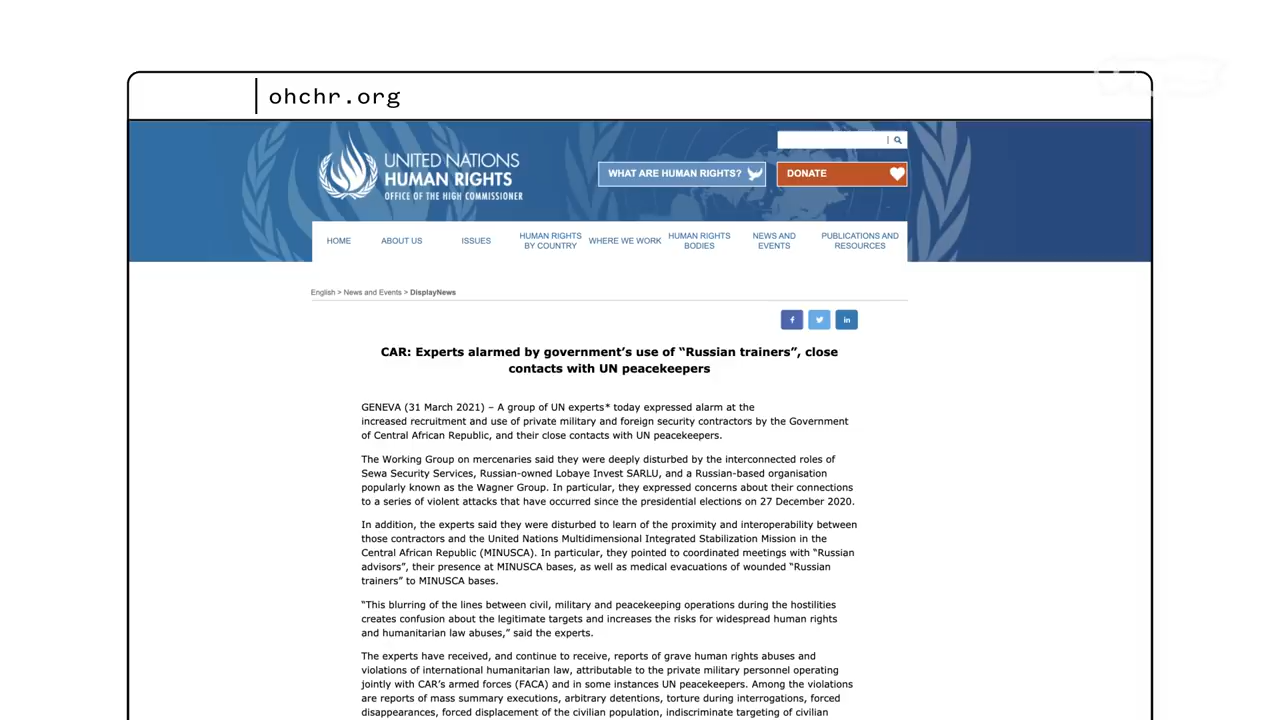 ohchr.org
UNITED NATIONS
HUMAN RIGHTS
OFFICE OF THE HIGH COMMISSIONER
WHAT ARE HUMAN RIGHTS?
DONATE
HOME
ABOUT US
ISSUES
HUMAN RIGHTS
BY COUNTRY
WHERE WE WORK
HUMAN RIGHTS
BODIES
NEWS AND
EVENTS
PUBLICATIONS AND
RESOURCES
English > News and Events > DisplayNews
f
in
CAR: Experts alarmed by government's use of “Russian trainers”, close
contacts with UN peacekeepers
GENEVA (31 March 2021) – A group of UN experts* today expressed alarm at the
increased recruitment and use of private military and foreign security contractors by the Government
of Central African Republic, and their close contacts with UN peacekeepers.
The Working Group on mercenaries said they were deeply disturbed by the interconnected roles of
Sewa Security Services, Russian-owned Lobaye Invest SARLU, and a Russian-based organisation
popularly known as the Wagner Group. In particular, they expressed concerns about their connections
to a series of violent attacks that have occurred since the presidential elections on 27 December 2020.
In addition, the experts said they were disturbed to learn of the proximity and interoperability between
those contractors and the United Nations Multidimensional Integrated Stabilization Mission in the
Central African Republic (MINUSCA). In particular, they pointed to coordinated meetings with “Russian
advisors”, their presence at MINUSCA bases, as well as medical evacuations of wounded “Russian
trainers” to MINUSCA bases.
“This blurring of the lines between civil, military and peacekeeping operations during the hostilities
creates confusion about the legitimate targets and increases the risks for widespread human rights
and humanitarian law abuses,” said the experts.
The experts have received, and continue to receive, reports of grave human rights abuses and
violations of international humanitarian law, attributable to the private military personnel operating
jointly with CAR's armed forces (FACA) and in some instances UN peacekeepers. Among the violations
are reports of mass summary executions, arbitrary detentions, torture during interrogations, forced
disappearances, forced displacement of the civilian population, indiscriminate targeting of civilian